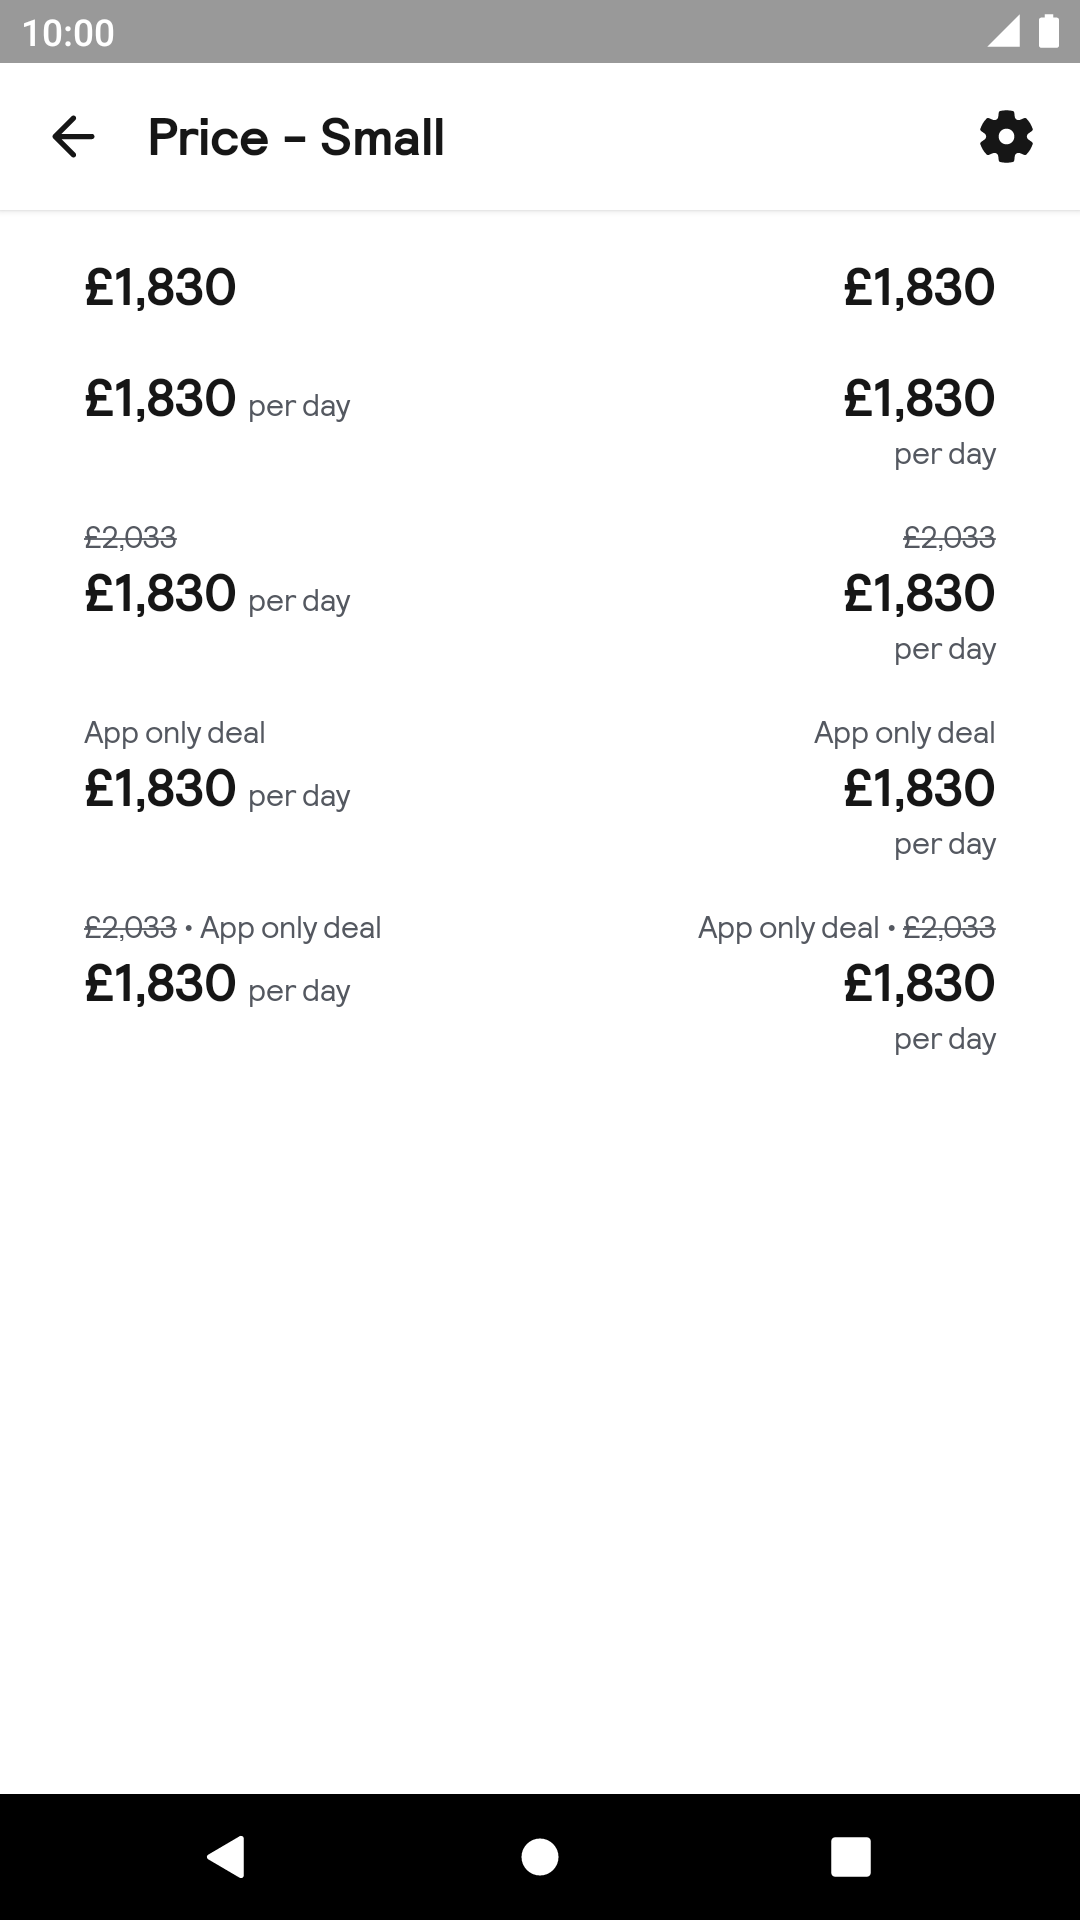 10:00
Price - Small
£1,830 £1,830
£1,830 per day £1,830
per day
£2,033 £2,033
£1,830 per day £1,830
per day
App only deal App only deal
£1,830 per day £1,830
per day
£2,033 • App only deal App only deal • £2,033
£1,830 per day £1,830
per day